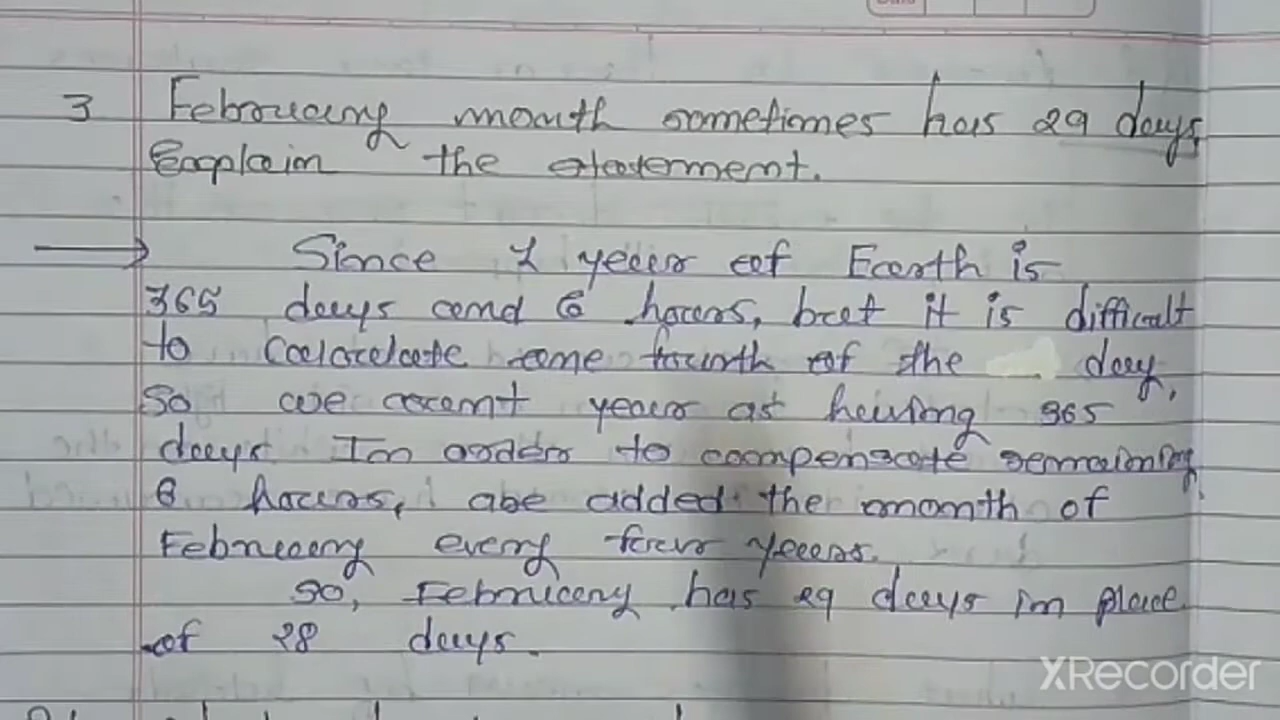 3 February month sometimes has 29 days
Explain the statement.
Since 1 year of Earth is
365 days and 6 hours, but it is difficult
to calculate one fourth of the day,
So we count year as having 365
days. In order to compensate remaining
6 hours, are added the month of
February every four years.
So, February has 29 days in place
of 28 days.
XRecorder